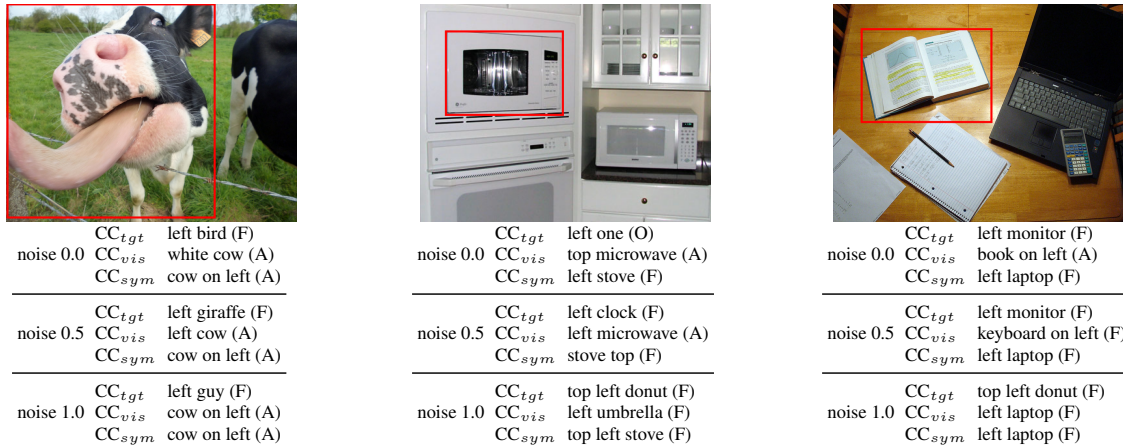 noise 0.0 CC_tgt left bird (F)
CC_vis white cow (A)
CC_sym cow on left (A)
noise 0.5 CC_tgt left giraffe (F)
CC_vis left cow (A)
CC_sym cow on left (A)
noise 1.0 CC_tgt left guy (F)
CC_vis cow on left (A)
CC_sym cow on left (A)
noise 0.0 CC_tgt left one (O)
CC_vis top microwave (A)
CC_sym left stove (F)
noise 0.5 CC_tgt left clock (F)
CC_vis left microwave (A)
CC_sym stove top (F)
noise 1.0 CC_tgt top left donut (F)
CC_vis left umbrella (F)
CC_sym top left stove (F)
noise 0.0 CC_tgt left monitor (F)
CC_vis book on left (A)
CC_sym left laptop (F)
noise 0.5 CC_tgt left monitor (F)
CC_vis keyboard on left (F)
CC_sym left laptop (F)
noise 1.0 CC_tgt top left donut (F)
CC_vis left laptop (F)
CC_sym left laptop (F)